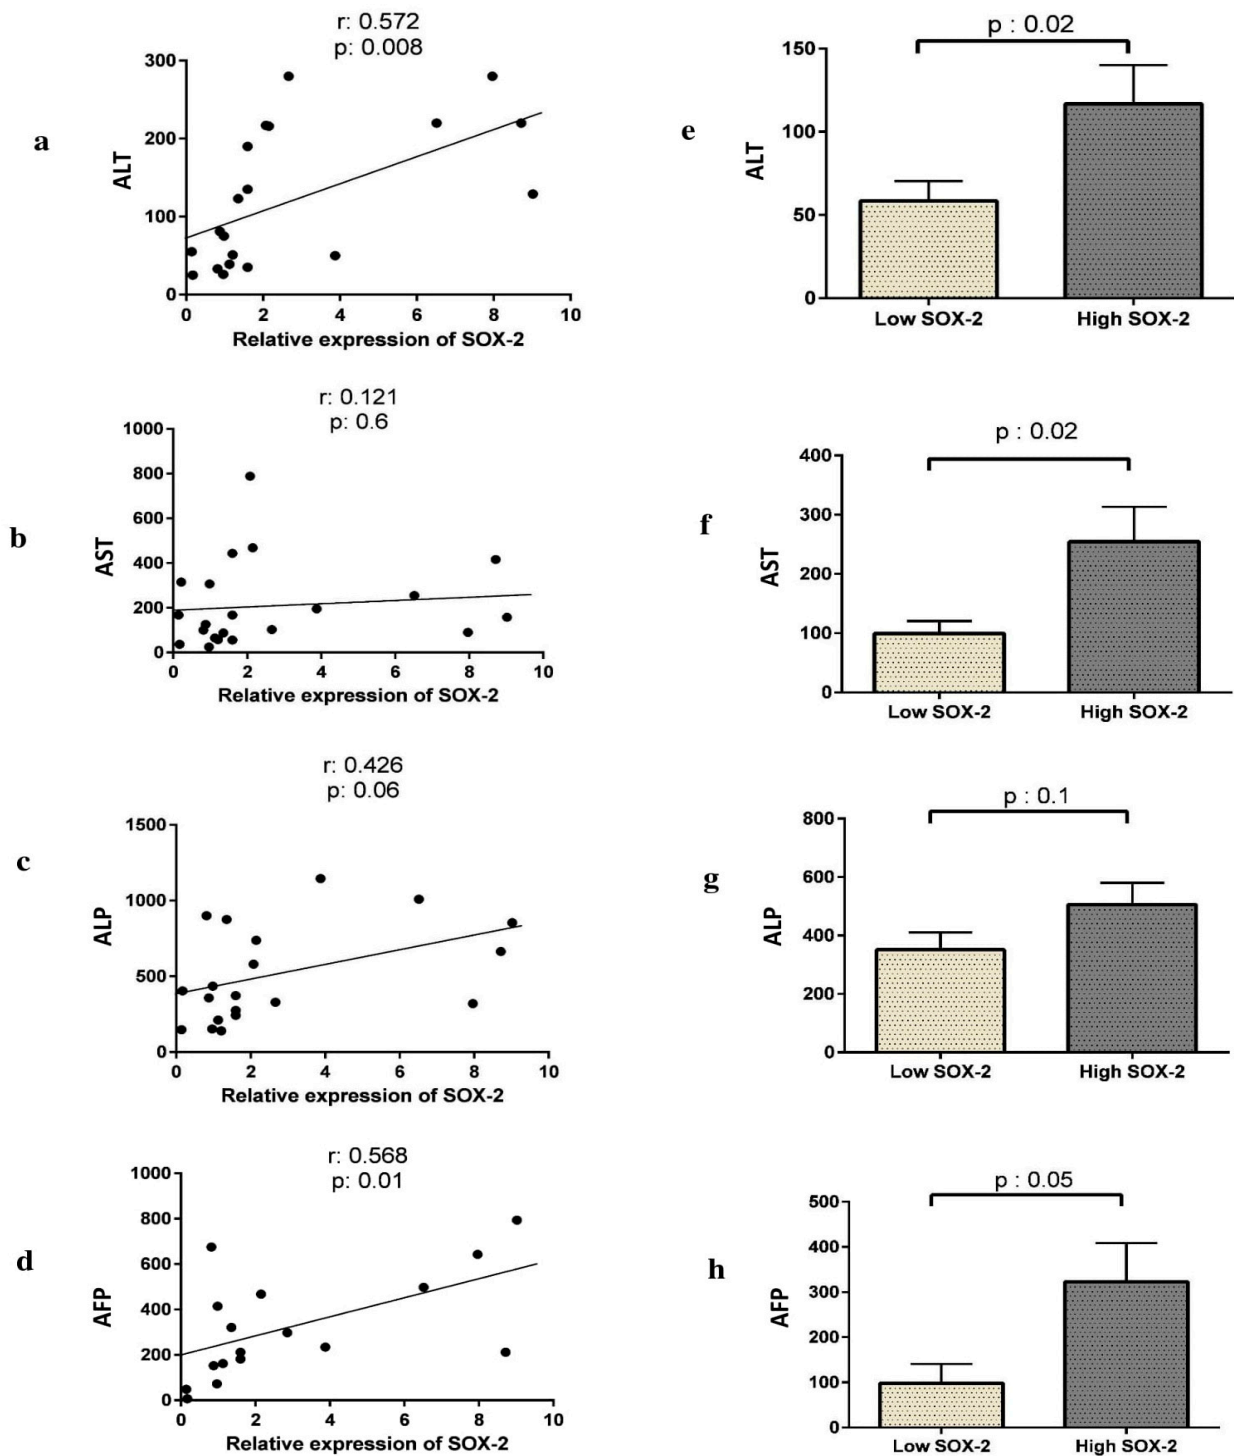 r: 0.572
p: 0.008
a
ALT
300
200
100
0
0 2 4 6 8 10
Relative expression of SOX-2
p : 0.02
e
ALT
150
100
50
0
Low SOX-2 High SOX-2
r: 0.121
p: 0.6
b
AST
1000
800
600
400
200
0
0 2 4 6 8 10
Relative expression of SOX-2
p : 0.02
f
AST
400
300
200
100
0
Low SOX-2 High SOX-2
r: 0.426
p: 0.06
c
ALP
1500
1000
500
0
0 2 4 6 8 10
Relative expression of SOX-2
p : 0.1
g
ALP
800
600
400
200
0
Low SOX-2 High SOX-2
r: 0.568
p: 0.01
d
AFP
1000
800
600
400
200
0
0 2 4 6 8 10
Relative expression of SOX-2
p : 0.05
h
AFP
500
400
300
200
100
0
Low SOX-2 High SOX-2